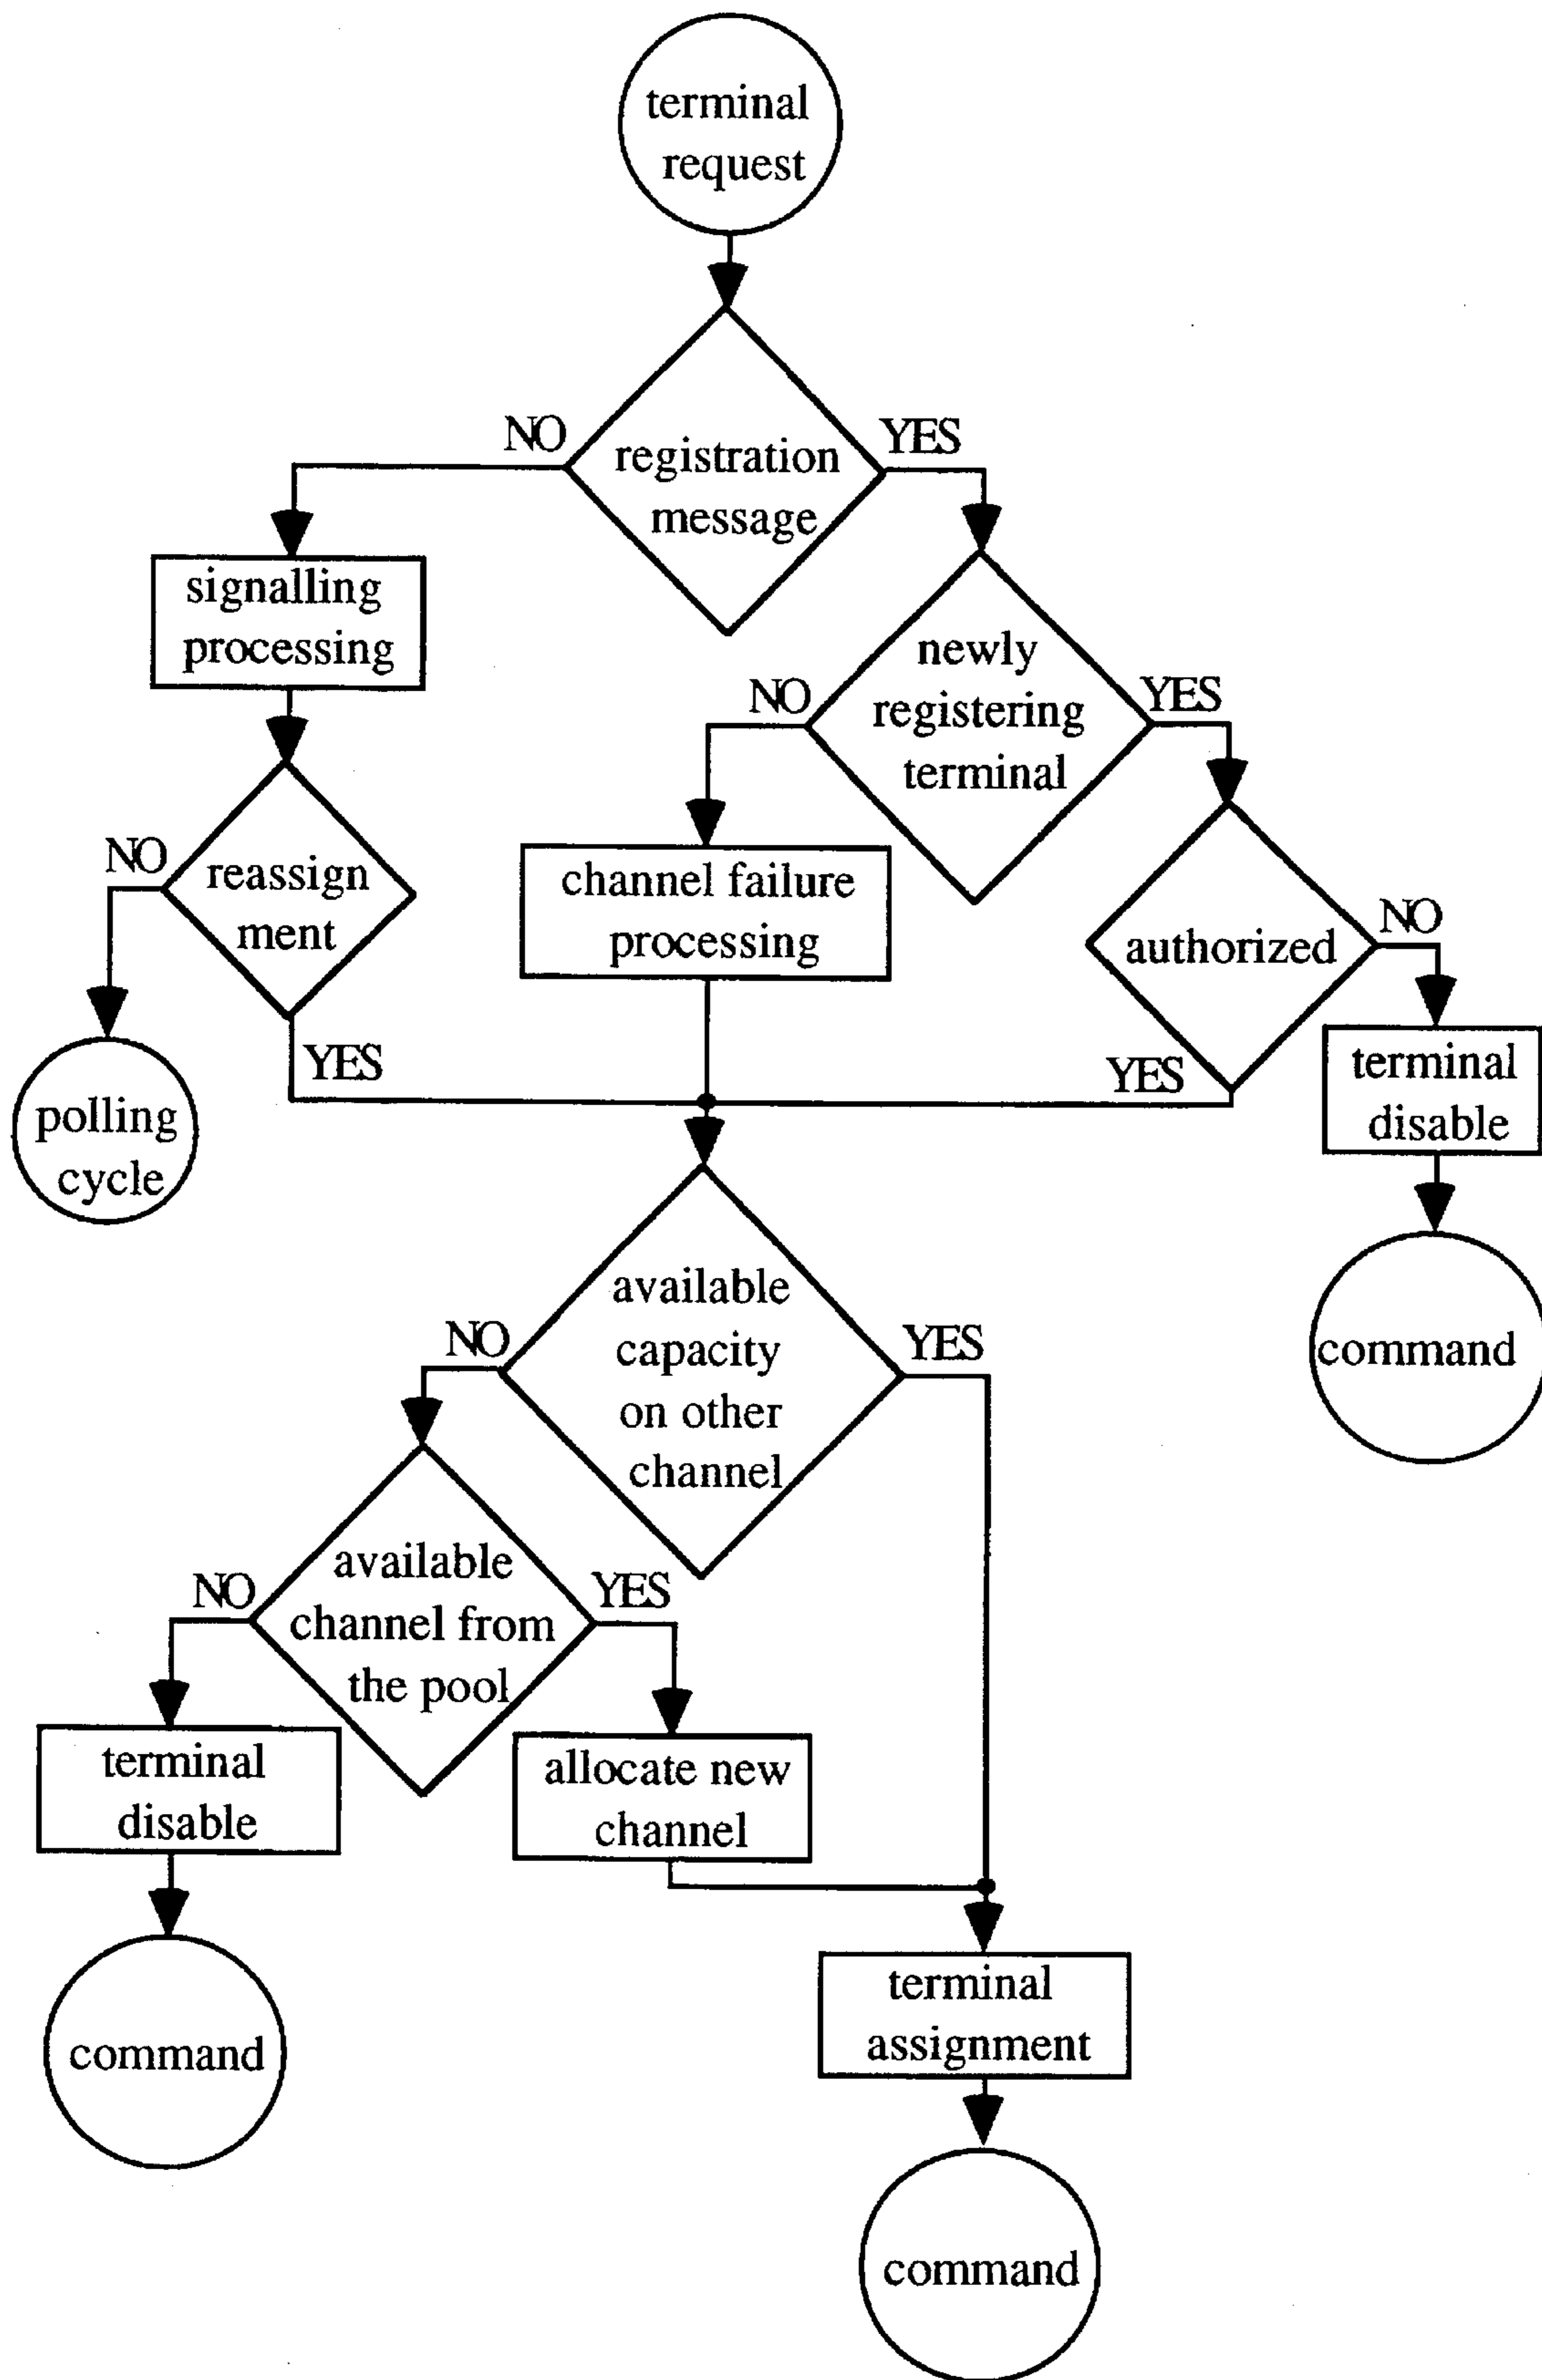 terminal
request
NO
YES
registration
message
signalling
processing
newly
registering
terminal
NO
YES
NO
reassign
ment
channel failure
processing
NO
authorized
YES
YES
terminal
disable
polling
cycle
available
capacity
on other
channel
NO
YES
command
available
channel from
the pool
NO
YES
terminal
disable
allocate new
channel
terminal
assignment
command
command